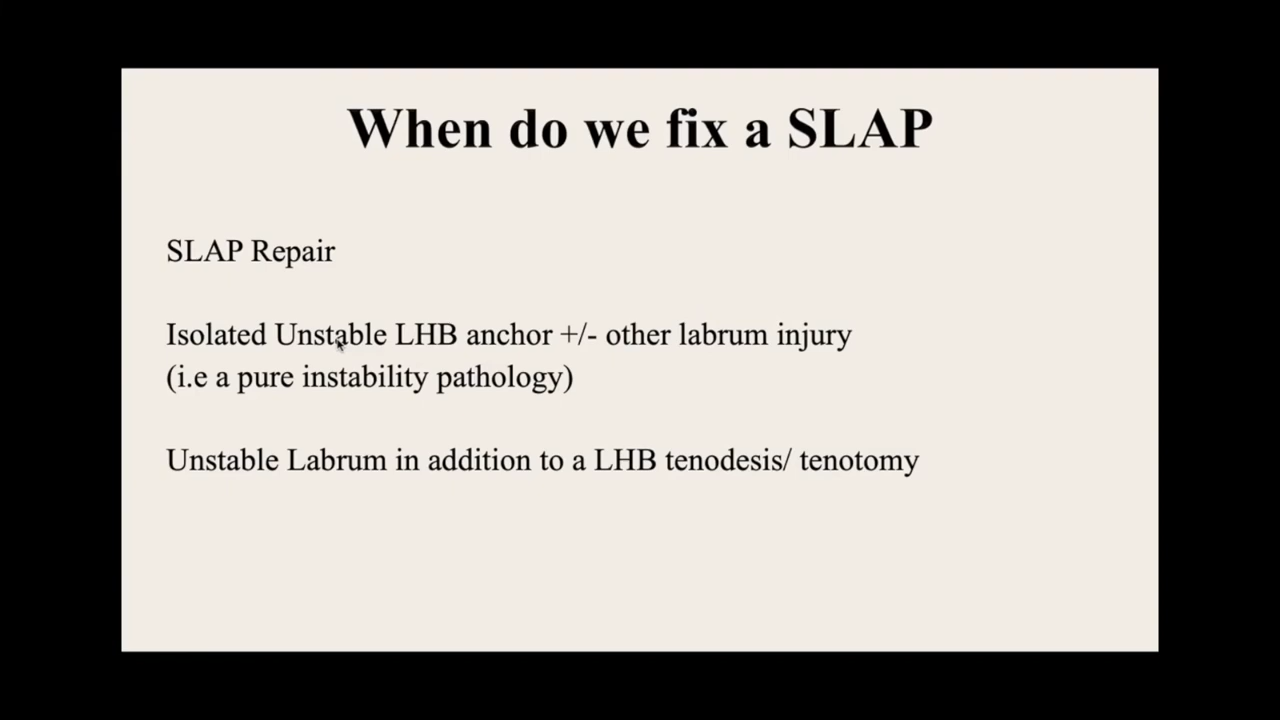 When do we fix a SLAP
SLAP Repair
Isolated Unstable LHB anchor +/- other labrum injury
(i.e a pure instability pathology)
Unstable Labrum in addition to a LHB tenodesis/ tenotomy